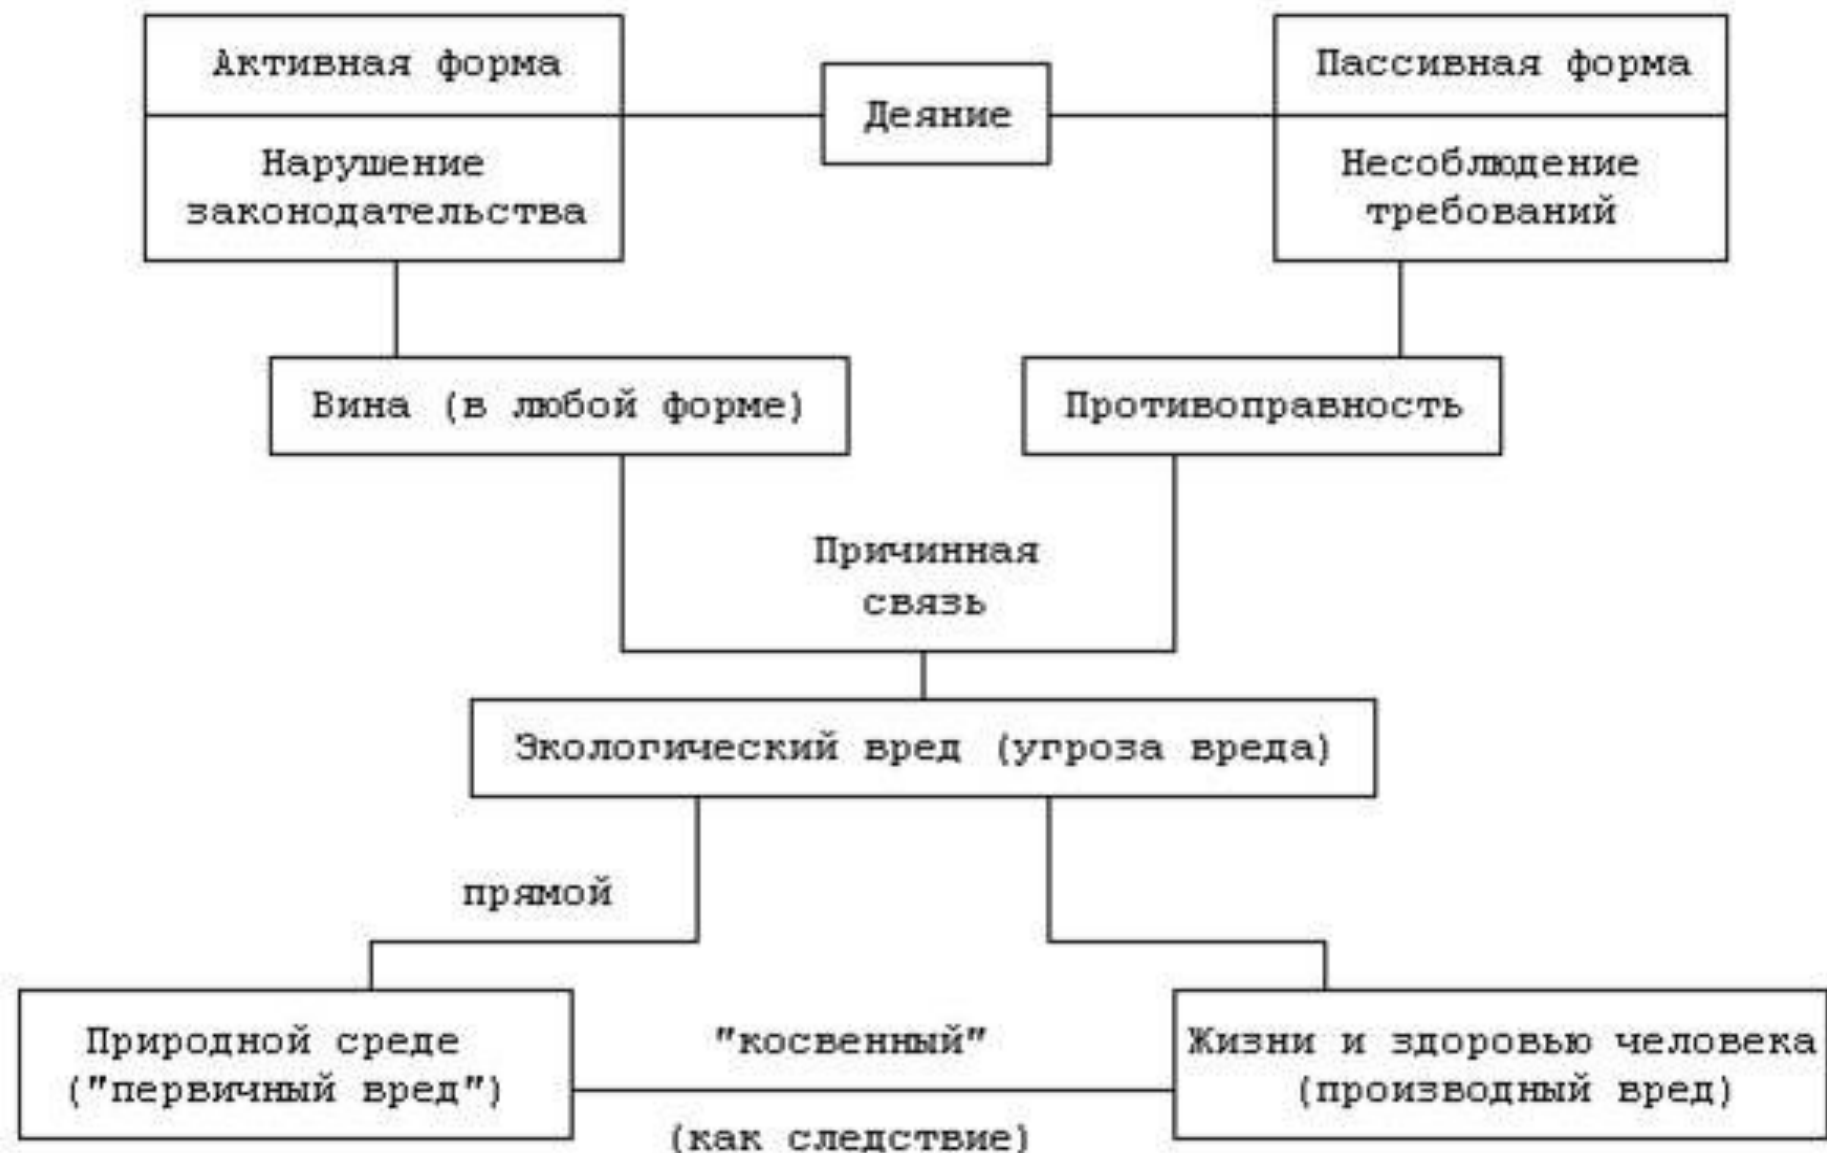 Активная форма
Деяние
Пассивная форма
Нарушение
законодательства
Несоблюдение
требований
Вина (в любой форме)
Противоправность
Причинная
связь
Экологический вред (угроза вреда)
прямой
Природной среде
("первичный вред")
"косвенный"
(как следствие)
Жизни и здоровью человека
(производный вред)